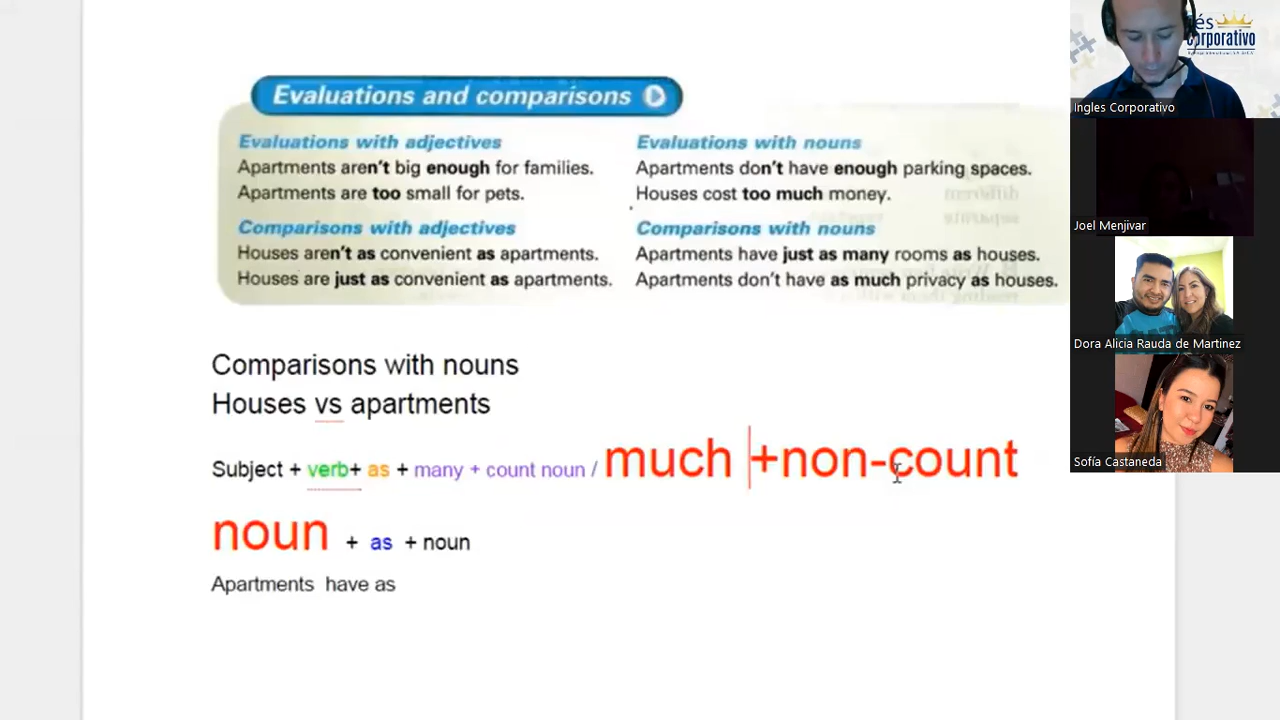 Evaluations and comparisons
Evaluations with adjectives
Apartments aren't big enough for families.
Apartments are too small for pets.
Comparisons with adjectives
Houses aren't as convenient as apartments.
Houses are just as convenient as apartments.
Evaluations with nouns
Apartments don't have enough parking spaces.
Houses cost too much money.
Comparisons with nouns
Apartments have just as many rooms as houses.
Apartments don't have as much privacy as houses.
Comparisons with nouns
Houses vs apartments
Subject + verb+ as + many + count noun / much +non-count
noun + as + noun
Apartments have as
és
corporativo
Ingles Corporativo
Joel Menjivar
Dora Alicia Rauda de Martinez
Sofía Castaneda